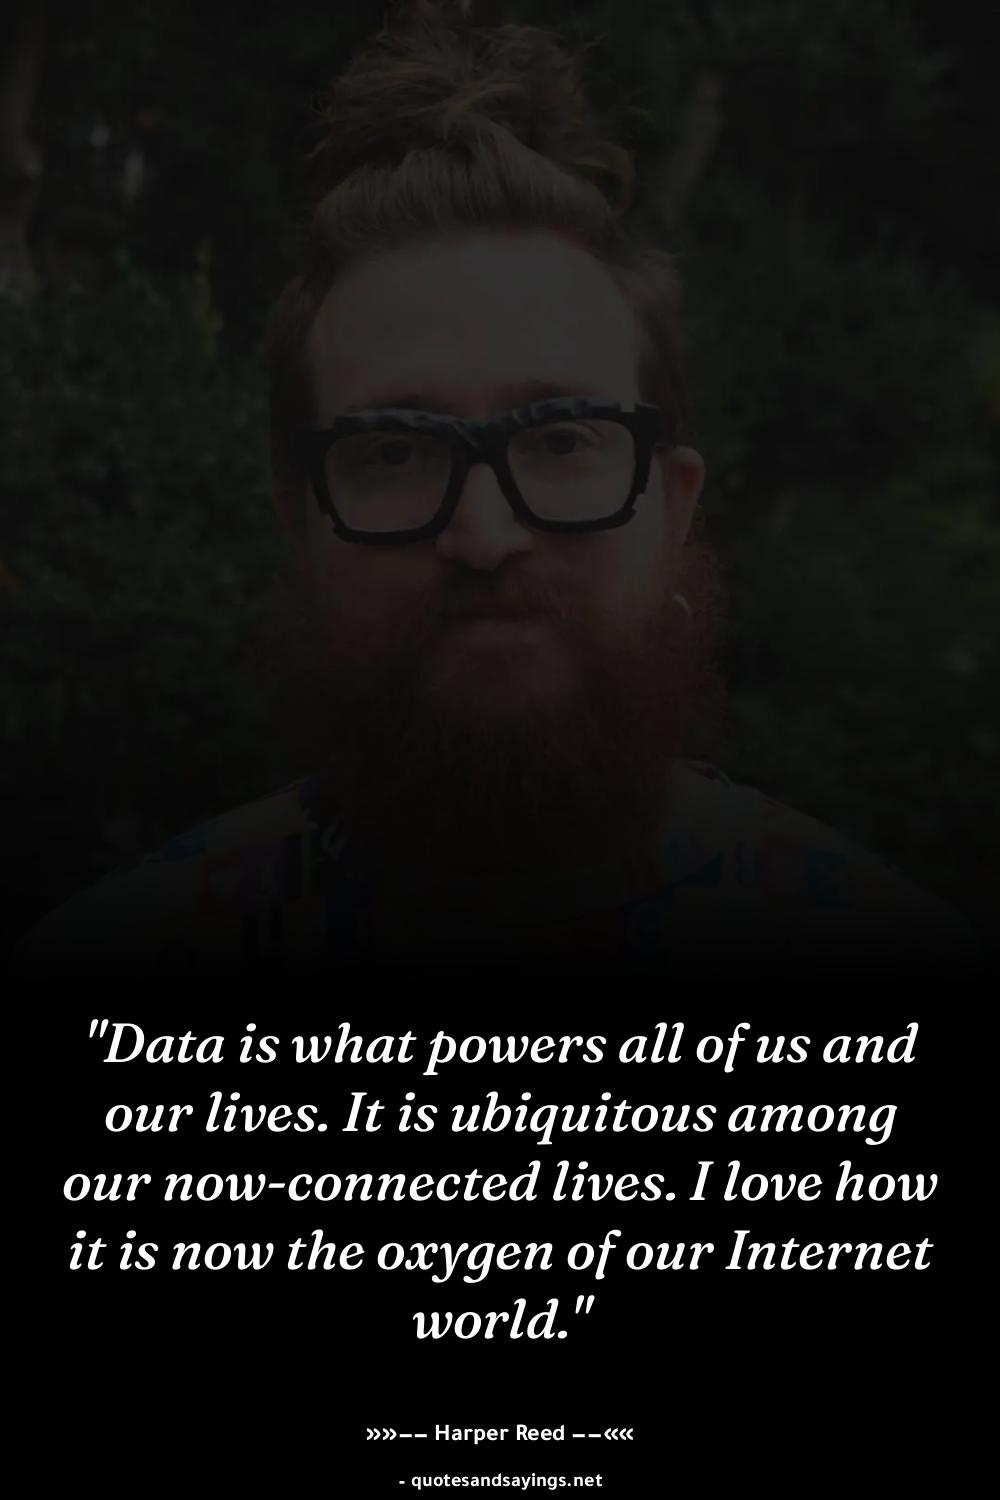 "Data is what powers all of us and
our lives. It is ubiquitous among
our now-connected lives. I love how
it is now the oxygen of our Internet
world."
»»−− Harper Reed −−««
- quotesandsayings.net